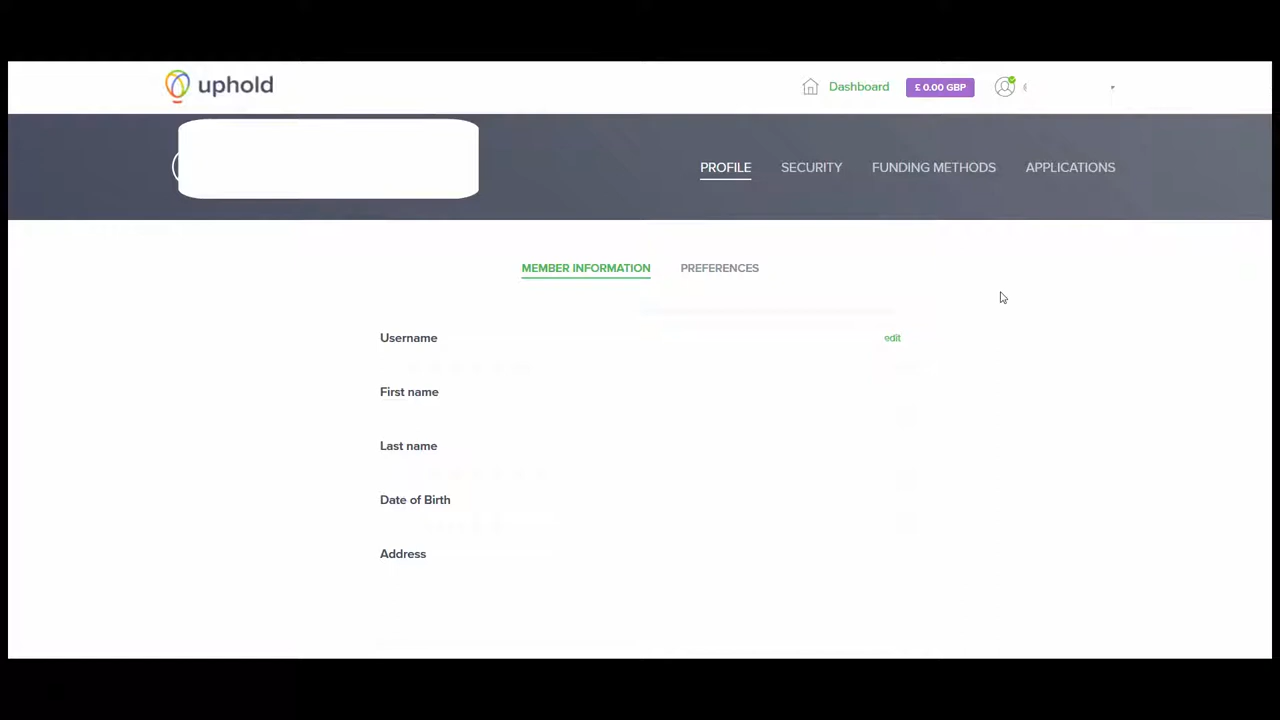 uphold
Dashboard
£ 0.00 GBP
PROFILE SECURITY FUNDING METHODS APPLICATIONS
MEMBER INFORMATION PREFERENCES
Username edit
First name
Last name
Date of Birth
Address